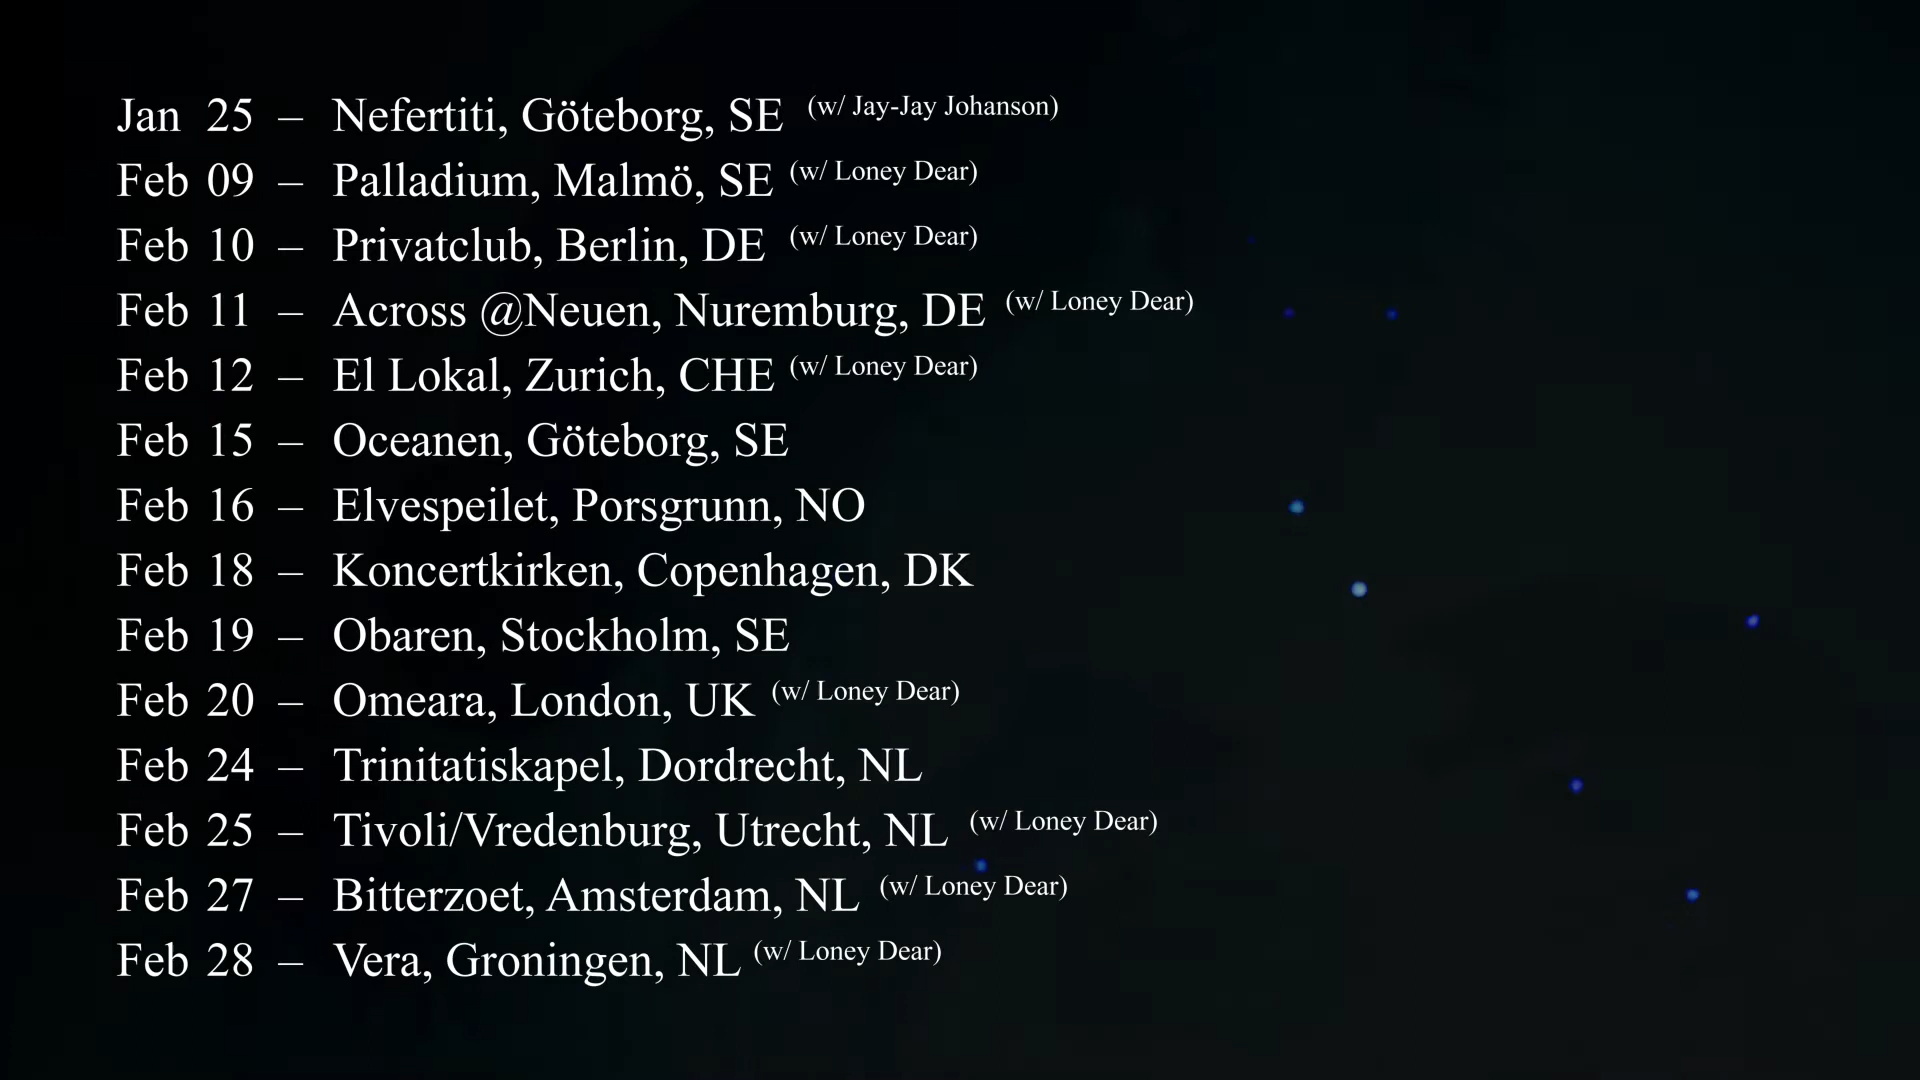 Jan 25 – Nefertiti, Göteborg, SE (w/ Jay-Jay Johanson)
Feb 09 – Palladium, Malmö, SE (w/ Loney Dear)
Feb 10 – Privatclub, Berlin, DE (w/ Loney Dear)
Feb 11 – Across @Neuen, Nuremburg, DE (w/ Loney Dear)
Feb 12 – El Lokal, Zurich, CHE (w/ Loney Dear)
Feb 15 – Oceanen, Göteborg, SE
Feb 16 – Elvespeilet, Porsgrunn, NO
Feb 18 – Koncertkirken, Copenhagen, DK
Feb 19 – Obaren, Stockholm, SE
Feb 20 – Omeara, London, UK (w/ Loney Dear)
Feb 24 – Trinitatiskapel, Dordrecht, NL
Feb 25 – Tivoli/Vredenburg, Utrecht, NL (w/ Loney Dear)
Feb 27 – Bitterzoet, Amsterdam, NL (w/ Loney Dear)
Feb 28 – Vera, Groningen, NL (w/ Loney Dear)